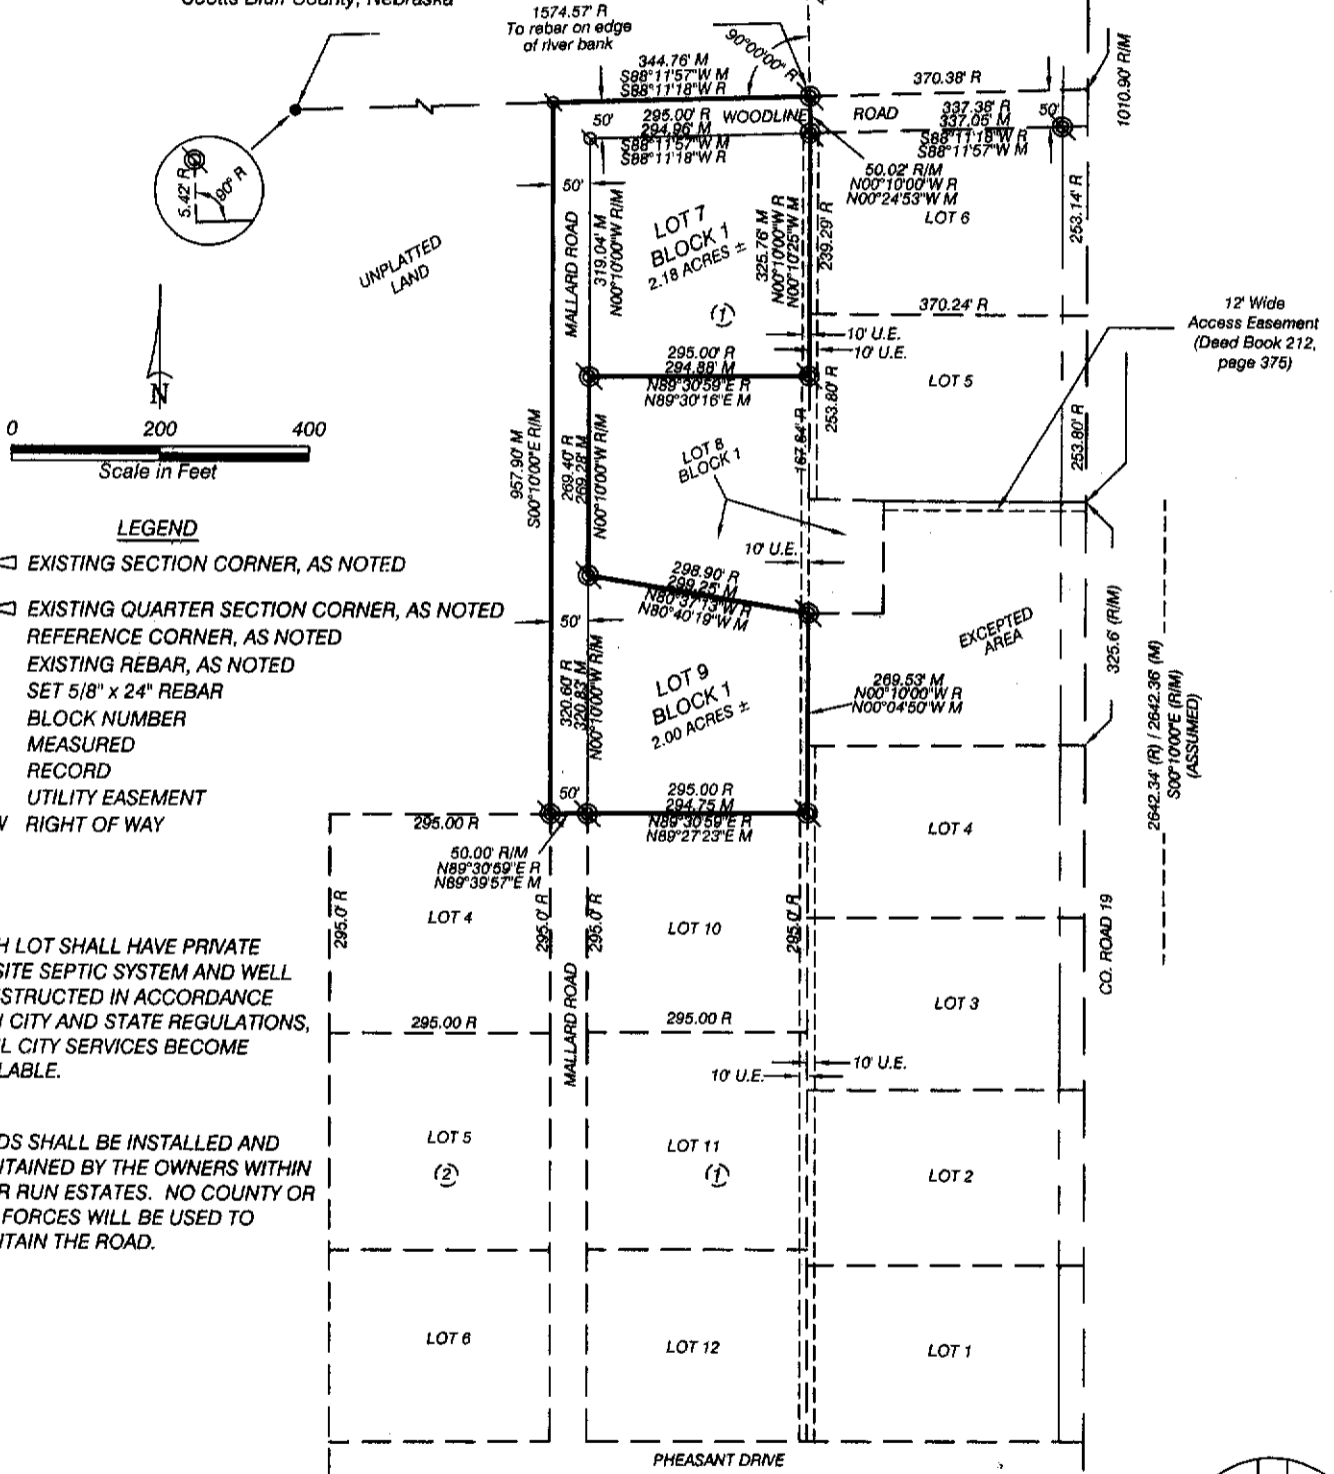 Scotts Bluff County, Nebraska
1574.57' R
To rebar on edge
of river bank
344.76' M
S88°11'57"W M
S88°11'18"W R
90°00'00" R
370.38' R
1010.90' R/M
50'
295.00' R
294.96' M
S88°11'57"W M
S88°11'18"W R
WOODLINE ROAD
337.38' R
337.05' M
S88°11'18"W R
S88°11'57"W M
50'
50.02' R/M
N00°10'00"W R
N00°24'53"W M
LOT 6
253.14' R
5.42' R
90° R
UNPLATTED
LAND
50'
MALLARD ROAD
319.04' M
N00°10'00"W R/M
LOT 7
BLOCK 1
2.18 ACRES ±
1
325.76' M
N00°10'00"W R
N00°10'25"W M
239.29' R
370.24' R
12' Wide
Access Easement
(Deed Book 212,
page 375)
10' U.E.
10' U.E.
295.00' R
294.88' M
N89°30'59"E R
N89°30'16"E M
LOT 5
253.80' R
253.80' R
N
0 200 400
Scale in Feet
957.90' M
S00°10'00"E R/M
269.40' R
269.28' M
N00°10'00"W R/M
LOT 8
BLOCK 1
167.64' R
10' U.E.
LEGEND
EXISTING SECTION CORNER, AS NOTED
EXISTING QUARTER SECTION CORNER, AS NOTED
REFERENCE CORNER, AS NOTED
EXISTING REBAR, AS NOTED
SET 5/8" x 24" REBAR
BLOCK NUMBER
MEASURED
RECORD
UTILITY EASEMENT
RIGHT OF WAY
298.90' R
299.25' M
N80°37'13"W R
N80°40'19"W M
50'
EXCEPTED
AREA
325.6' (R/M)
2642.34' (R) / 2642.36' (M)
S00°10'00"E (R/M)
(ASSUMED)
320.60' R
320.83' M
N00°10'00"W R/M
LOT 9
BLOCK 1
2.00 ACRES ±
269.53' M
N00°10'00"W R
N00°04'50"W M
50'
295.00 R
294.75 M
N89°30'59"E R
N89°27'23"E M
295.00 R
50.00' R/M
N89°30'59"E R
N89°39'57"E M
LOT 4
295.0' R
LOT 4
295.0' R
295.0' R
LOT 10
295.0' R
CO. ROAD 19
H LOT SHALL HAVE PRIVATE
SITE SEPTIC SYSTEM AND WELL
STRUCTED IN ACCORDANCE
H CITY AND STATE REGULATIONS,
L CITY SERVICES BECOME
LABLE.
MALLARD ROAD
295.00 R
295.00 R
LOT 3
10' U.E.
10' U.E.
DS SHALL BE INSTALLED AND
TAINED BY THE OWNERS WITHIN
R RUN ESTATES. NO COUNTY OR
FORCES WILL BE USED TO
TAIN THE ROAD.
LOT 5
2
LOT 11
1
LOT 2
LOT 6
LOT 12
LOT 1
PHEASANT DRIVE